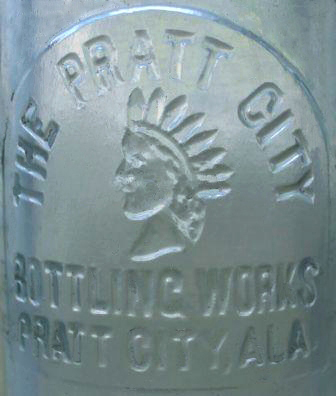 THE PRATT CITY
BOTTLING WORKS
PRATT CITY, ALA.